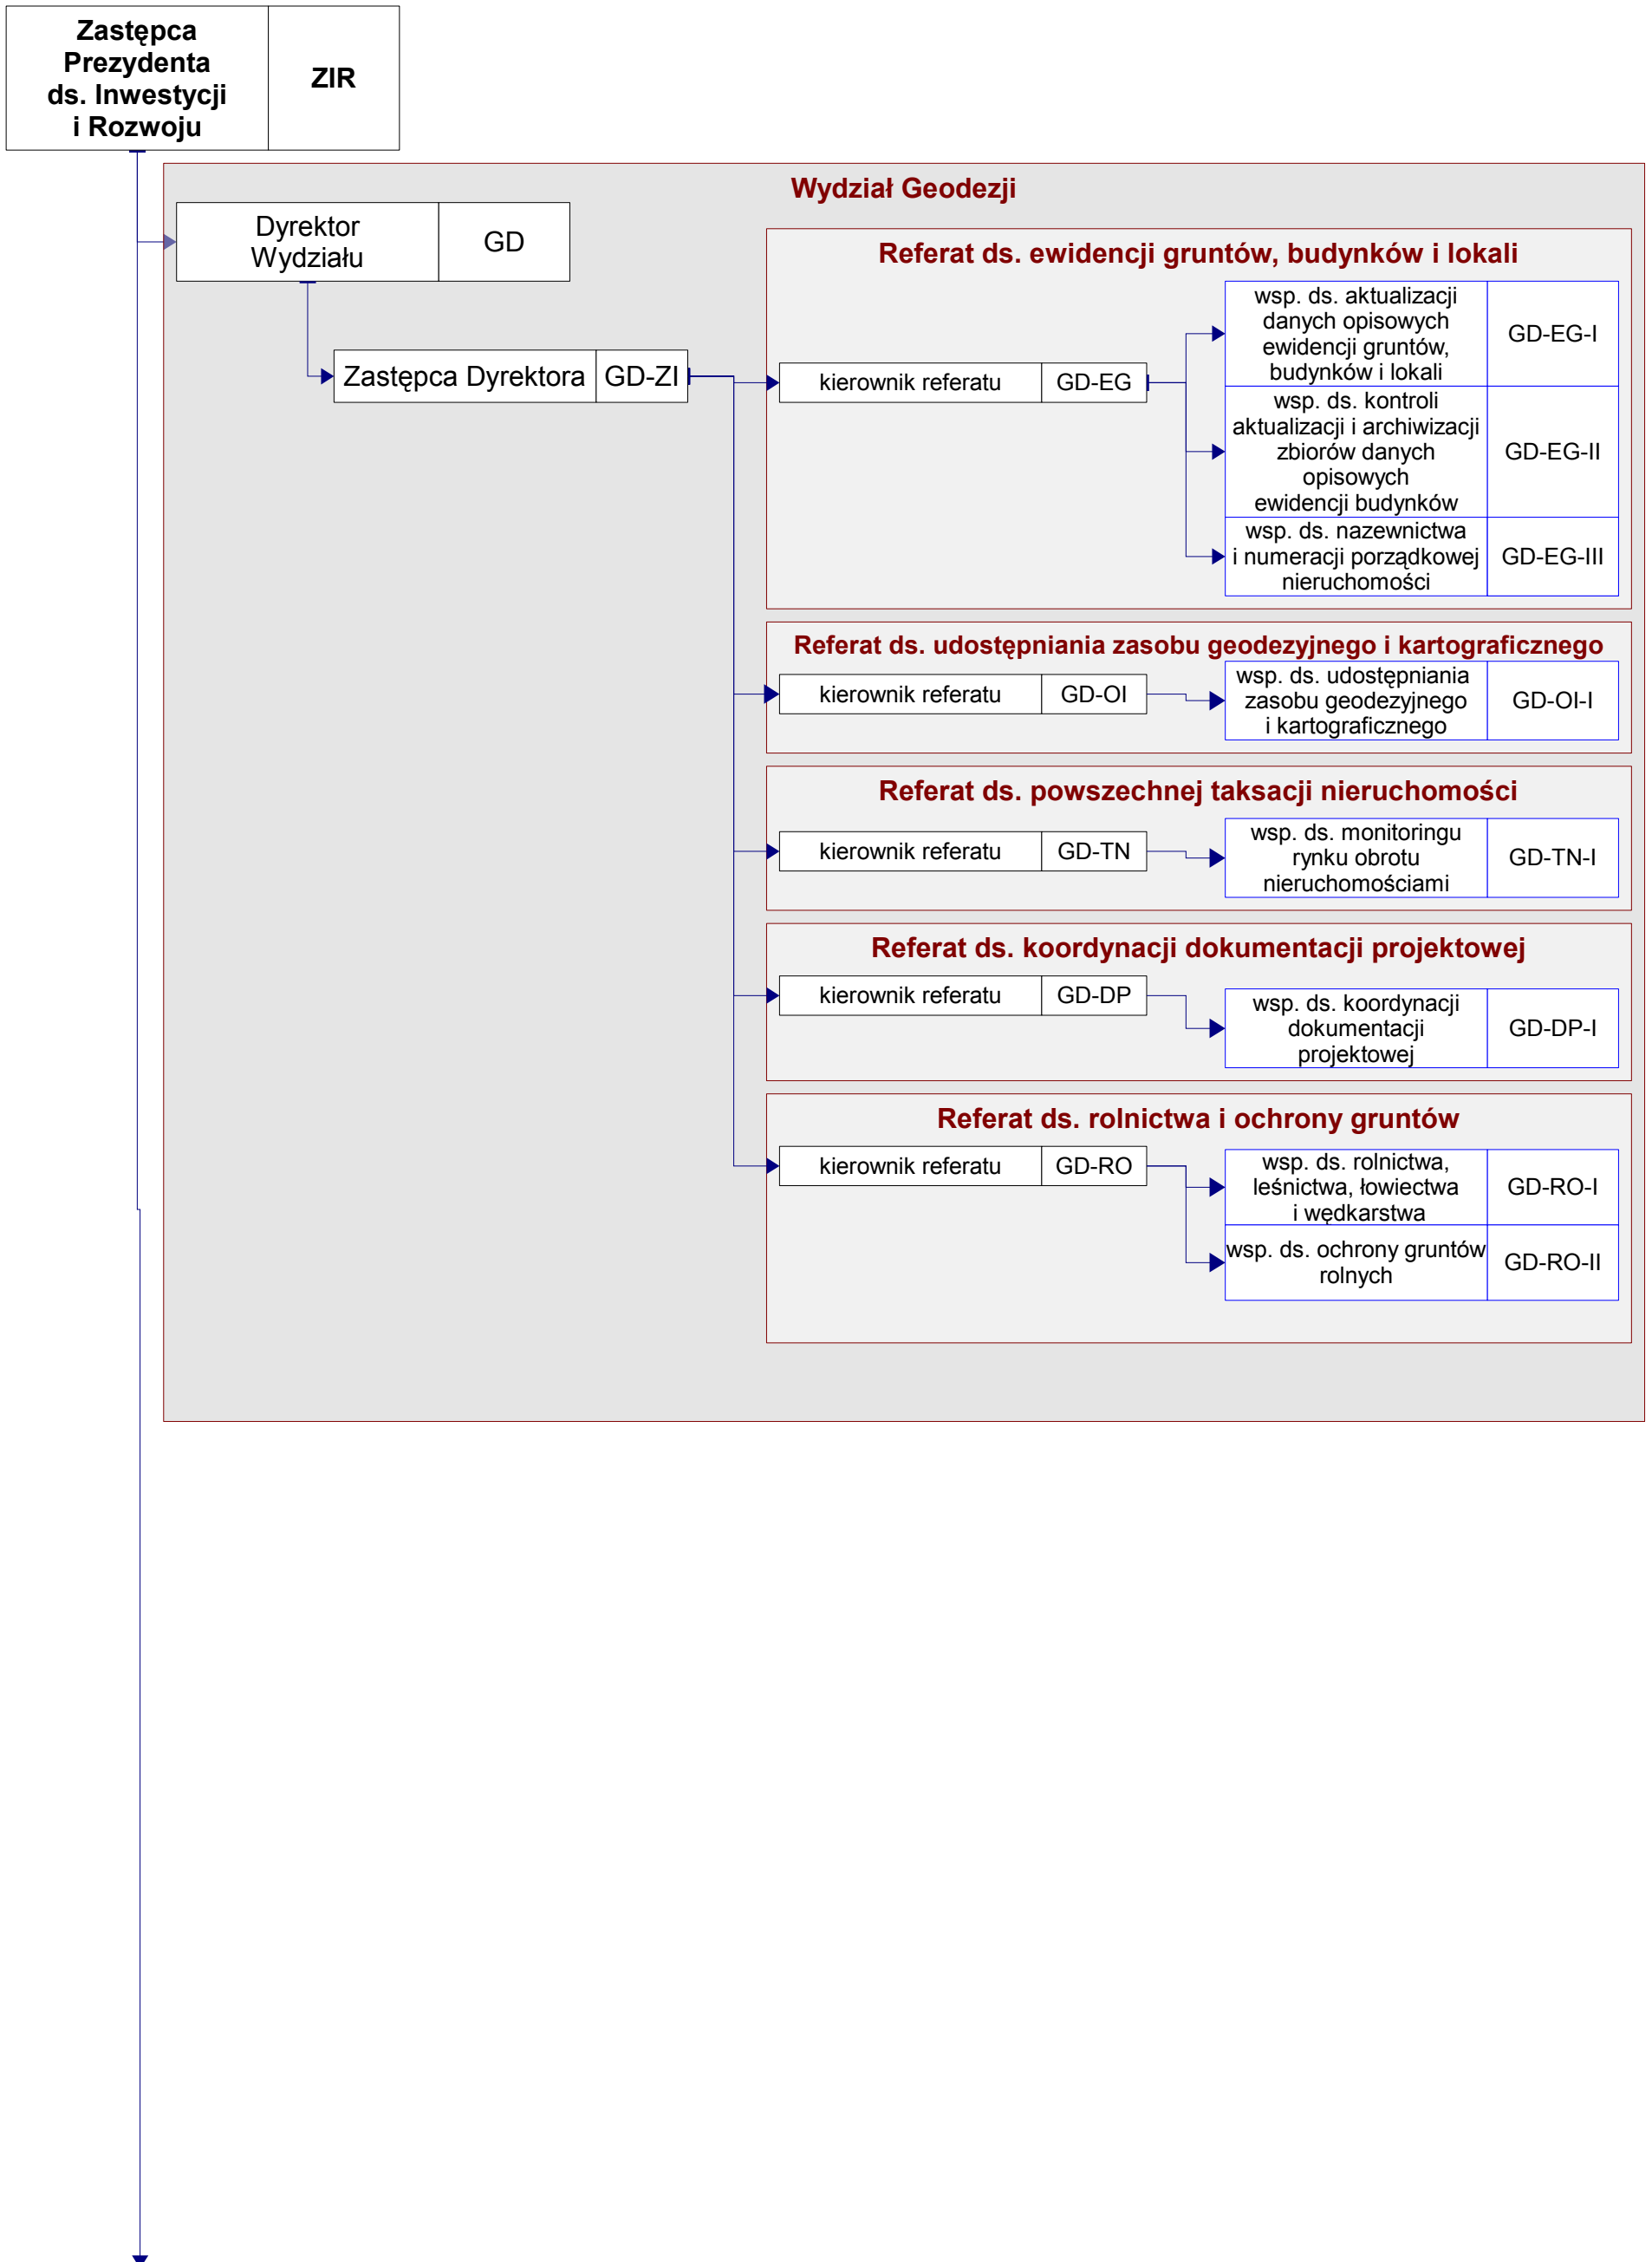 Zastępca
Prezydenta
ds. Inwestycji
i Rozwoju
ZIR
Wydział Geodezji
Dyrektor
Wydziału
GD
Zastępca Dyrektora
GD-ZI
Referat ds. ewidencji gruntów, budynków i lokali
kierownik referatu
GD-EG
wsp. ds. aktualizacji
danych opisowych
ewidencji gruntów,
budynków i lokali
GD-EG-I
wsp. ds. kontroli
aktualizacji i archiwizacji
zbiorów danych
opisowych
ewidencji budynków
GD-EG-II
wsp. ds. nazewnictwa
i numeracji porządkowej
nieruchomości
GD-EG-III
Referat ds. udostępniania zasobu geodezyjnego i kartograficznego
kierownik referatu
GD-OI
wsp. ds. udostępniania
zasobu geodezyjnego
i kartograficznego
GD-OI-I
Referat ds. powszechnej taksacji nieruchomości
kierownik referatu
GD-TN
wsp. ds. monitoringu
rynku obrotu
nieruchomościami
GD-TN-I
Referat ds. koordynacji dokumentacji projektowej
kierownik referatu
GD-DP
wsp. ds. koordynacji
dokumentacji
projektowej
GD-DP-I
Referat ds. rolnictwa i ochrony gruntów
kierownik referatu
GD-RO
wsp. ds. rolnictwa,
leśnictwa, łowiectwa
i wędkarstwa
GD-RO-I
wsp. ds. ochrony gruntów
rolnych
GD-RO-II